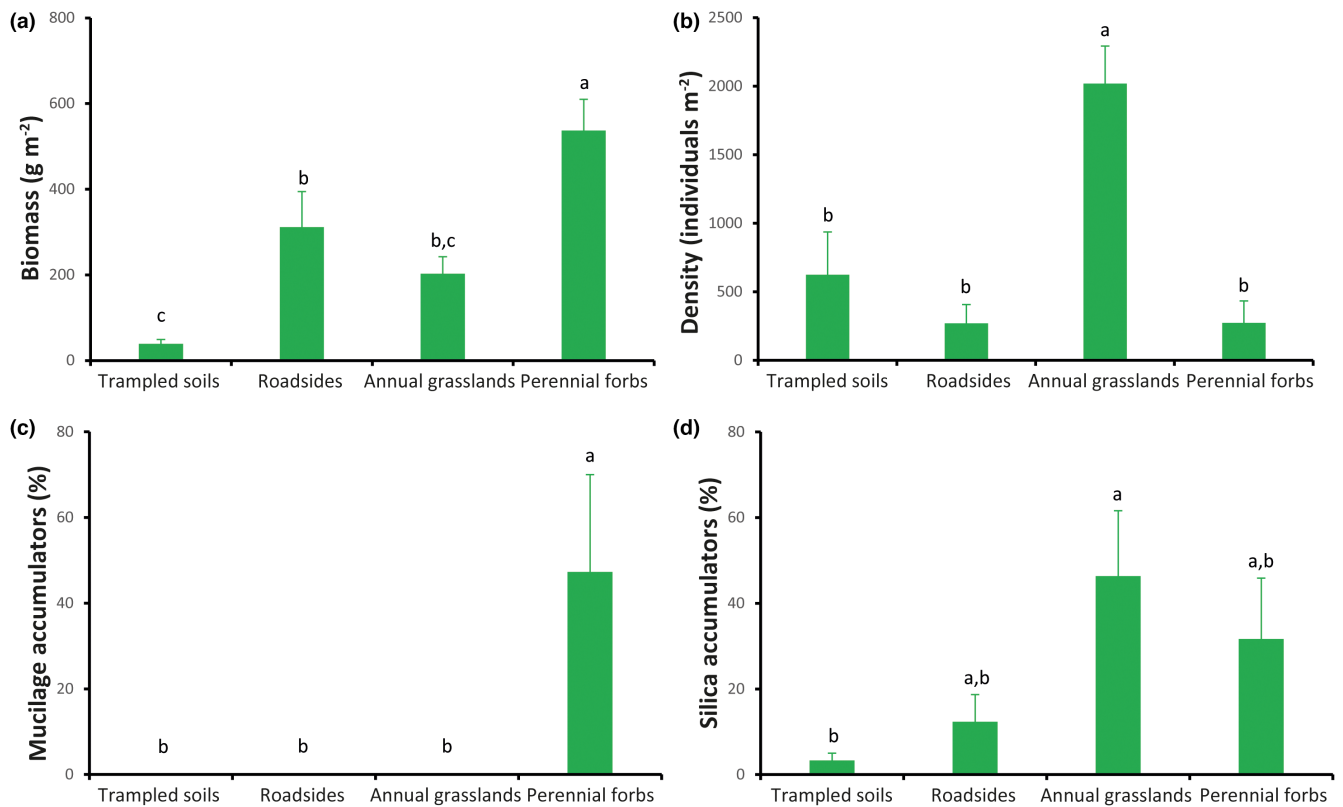 (a)
Biomass (g m-2)
800
600
400
200
0
c
b
b,c
a
Trampled soils Roadsides Annual grasslands Perennial forbs
(b)
Density (individuals m-2)
2500
2000
1500
1000
500
0
b
b
a
b
Trampled soils Roadsides Annual grasslands Perennial forbs
(c)
Mucilage accumulators (%)
80
60
40
20
0
b
b
b
a
Trampled soils Roadsides Annual grasslands Perennial forbs
(d)
Silica accumulators (%)
80
60
40
20
0
b
a,b
a
a,b
Trampled soils Roadsides Annual grasslands Perennial forbs